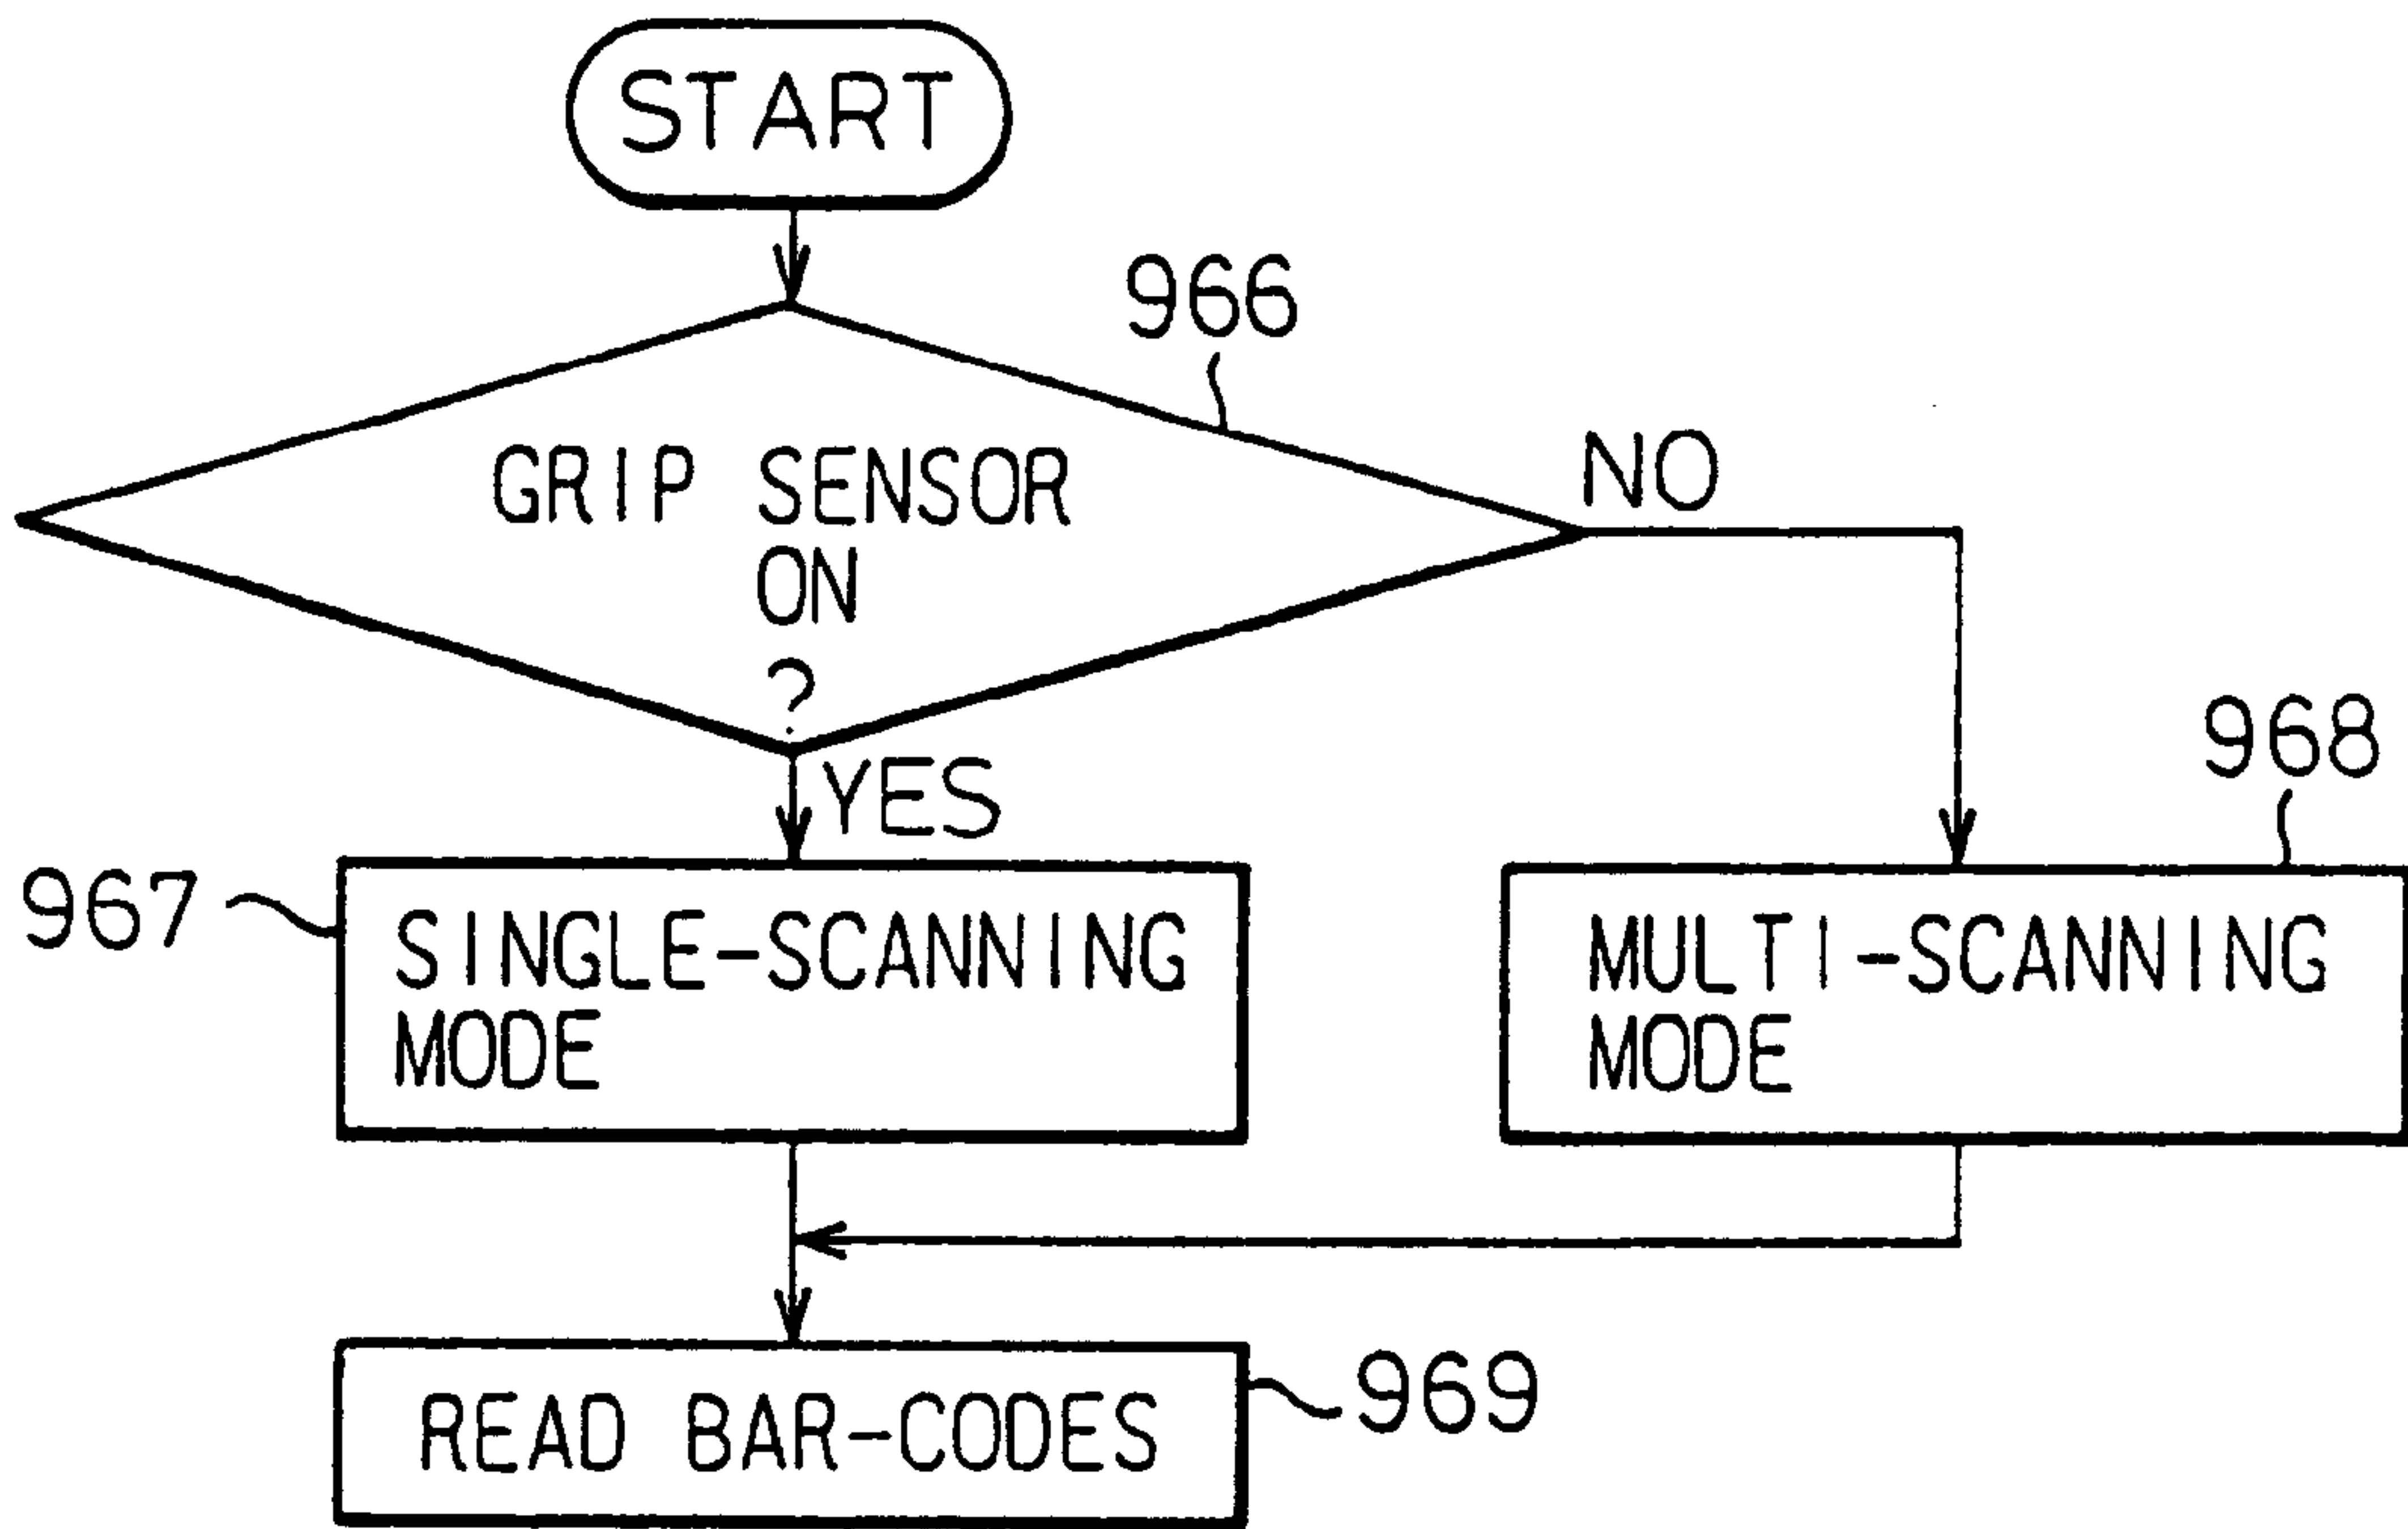 START
966
GRIP SENSOR
ON
?
NO
YES
968
967
SINGLE-SCANNING
MODE
MULTI-SCANNING
MODE
READ BAR-CODES
969